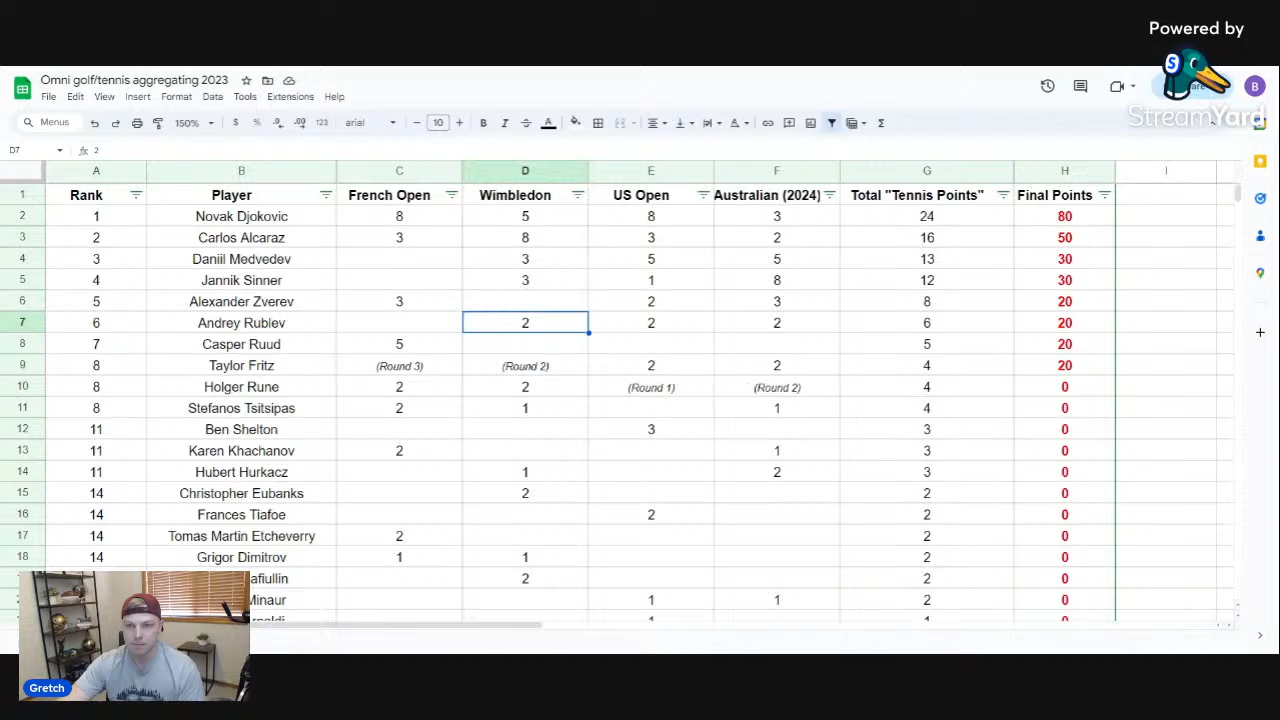 Powered by
StreamYard
S
Omni golf/tennis aggregating 2023
B
File Edit View Insert Format Data Tools Extensions Help
Menus 150% $ % .0 .00 123 arial 10 B I A Σ
D7 fx 2
A B C D E F G H I
1 Rank Player French Open Wimbledon US Open Australian (2024) Total "Tennis Points" Final Points
2 1 Novak Djokovic 8 5 8 3 24 80
3 2 Carlos Alcaraz 3 8 3 2 16 50
4 3 Daniil Medvedev 3 5 5 13 30
5 4 Jannik Sinner 3 1 8 12 30
6 5 Alexander Zverev 3 2 3 8 20
7 6 Andrey Rublev 2 2 2 6 20
8 7 Casper Ruud 5 5 20
9 8 Taylor Fritz (Round 3) (Round 2) 2 2 4 20
10 8 Holger Rune 2 2 (Round 1) (Round 2) 4 0
11 8 Stefanos Tsitsipas 2 1 1 4 0
12 11 Ben Shelton 3 3 0
13 11 Karen Khachanov 2 1 3 0
14 11 Hubert Hurkacz 1 2 3 0
15 14 Christopher Eubanks 2 2 0
16 14 Frances Tiafoe 2 2 0
17 14 Tomas Martin Etcheverry 2 2 0
18 14 Grigor Dimitrov 1 1 2 0
afiullin 2 2 0
Minaur 1 1 2 0
Gretch